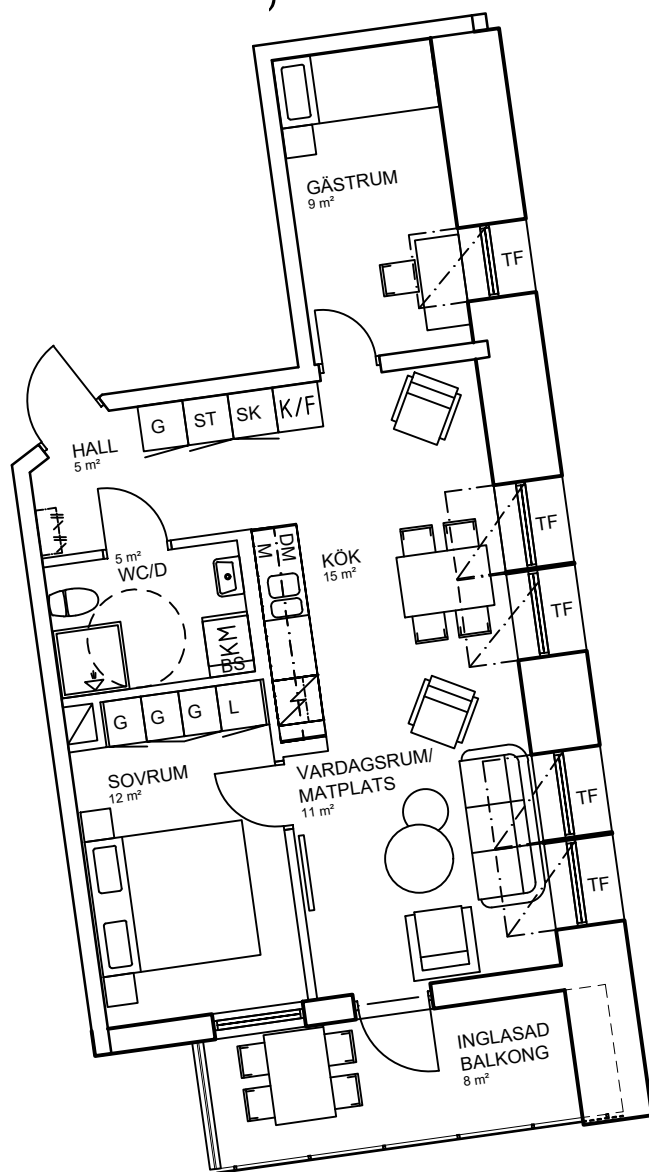 GÄSTRUM
9 m²
TF
G ST SK K/F
HALL
5 m²
TF
5 m²
WC/D
DM
M
KÖK
15 m²
TF
KM
BS
G G G L
SOVRUM
12 m²
VARDAGSRUM/
MATPLATS
11 m²
TF
TF
INGLASAD
BALKONG
8 m²